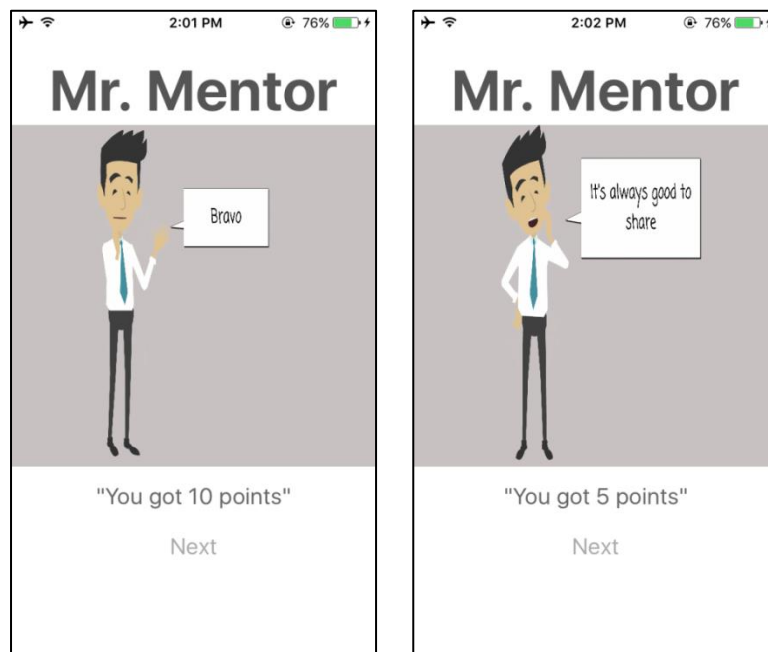 2:01 PM
76%
Mr. Mentor
Bravo
"You got 10 points"
Next
2:02 PM
76%
Mr. Mentor
It's always good to
share
"You got 5 points"
Next